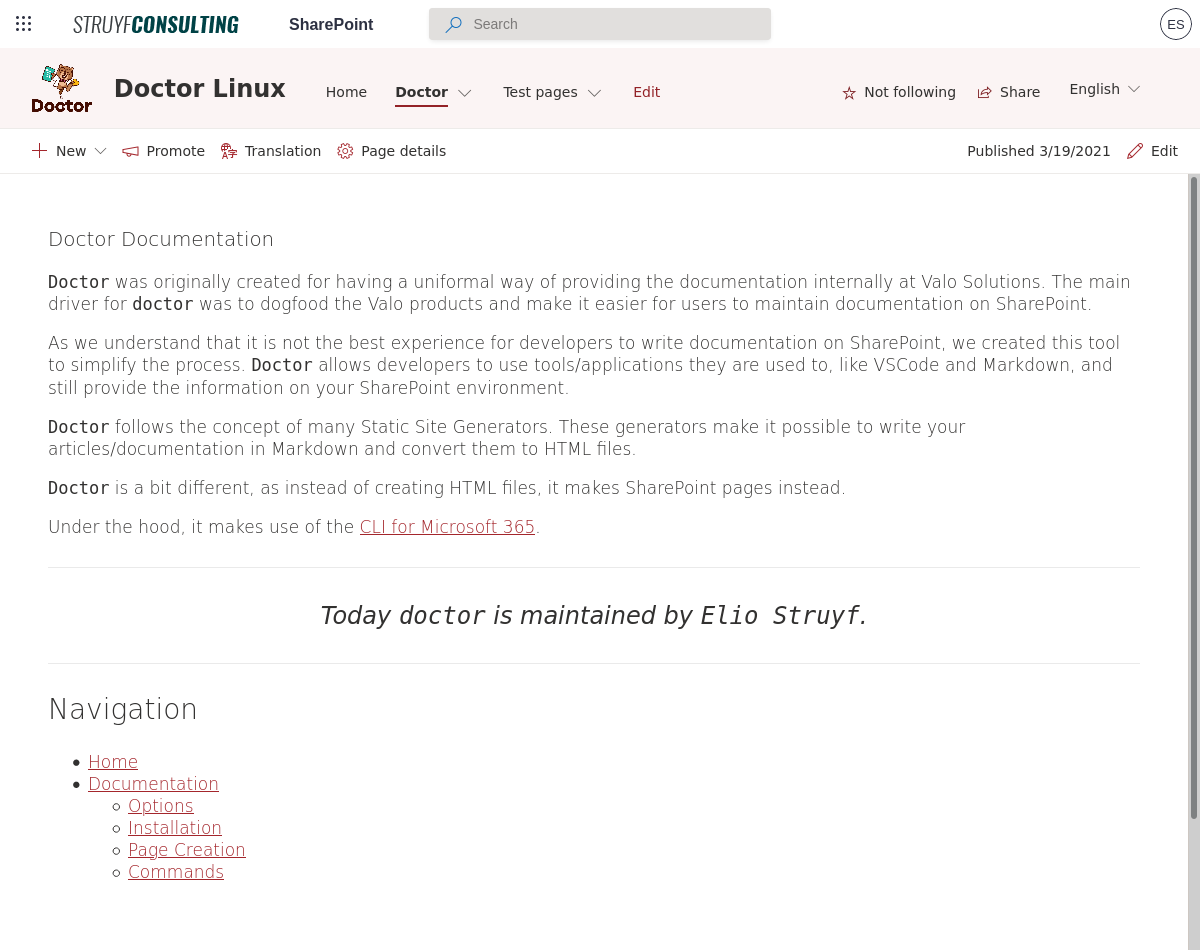 STRUYFCONSULTING SharePoint Search ES
Doctor Doctor Linux Home Doctor Test pages Edit Not following Share English
New Promote Translation Page details Published 3/19/2021 Edit
Doctor Documentation
Doctor was originally created for having a uniformal way of providing the documentation internally at Valo Solutions. The main
driver for doctor was to dogfood the Valo products and make it easier for users to maintain documentation on SharePoint.
As we understand that it is not the best experience for developers to write documentation on SharePoint, we created this tool
to simplify the process. Doctor allows developers to use tools/applications they are used to, like VSCode and Markdown, and
still provide the information on your SharePoint environment.
Doctor follows the concept of many Static Site Generators. These generators make it possible to write your
articles/documentation in Markdown and convert them to HTML files.
Doctor is a bit different, as instead of creating HTML files, it makes SharePoint pages instead.
Under the hood, it makes use of the CLI for Microsoft 365.
Today doctor is maintained by Elio Struyf.
Navigation
Home
Documentation
Options
Installation
Page Creation
Commands